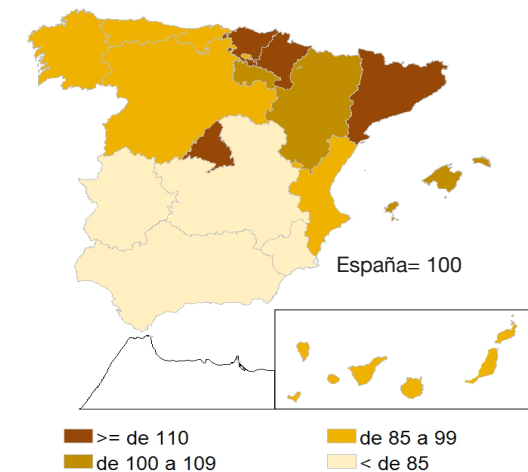 España= 100
>= de 110
de 85 a 99
de 100 a 109
< de 85